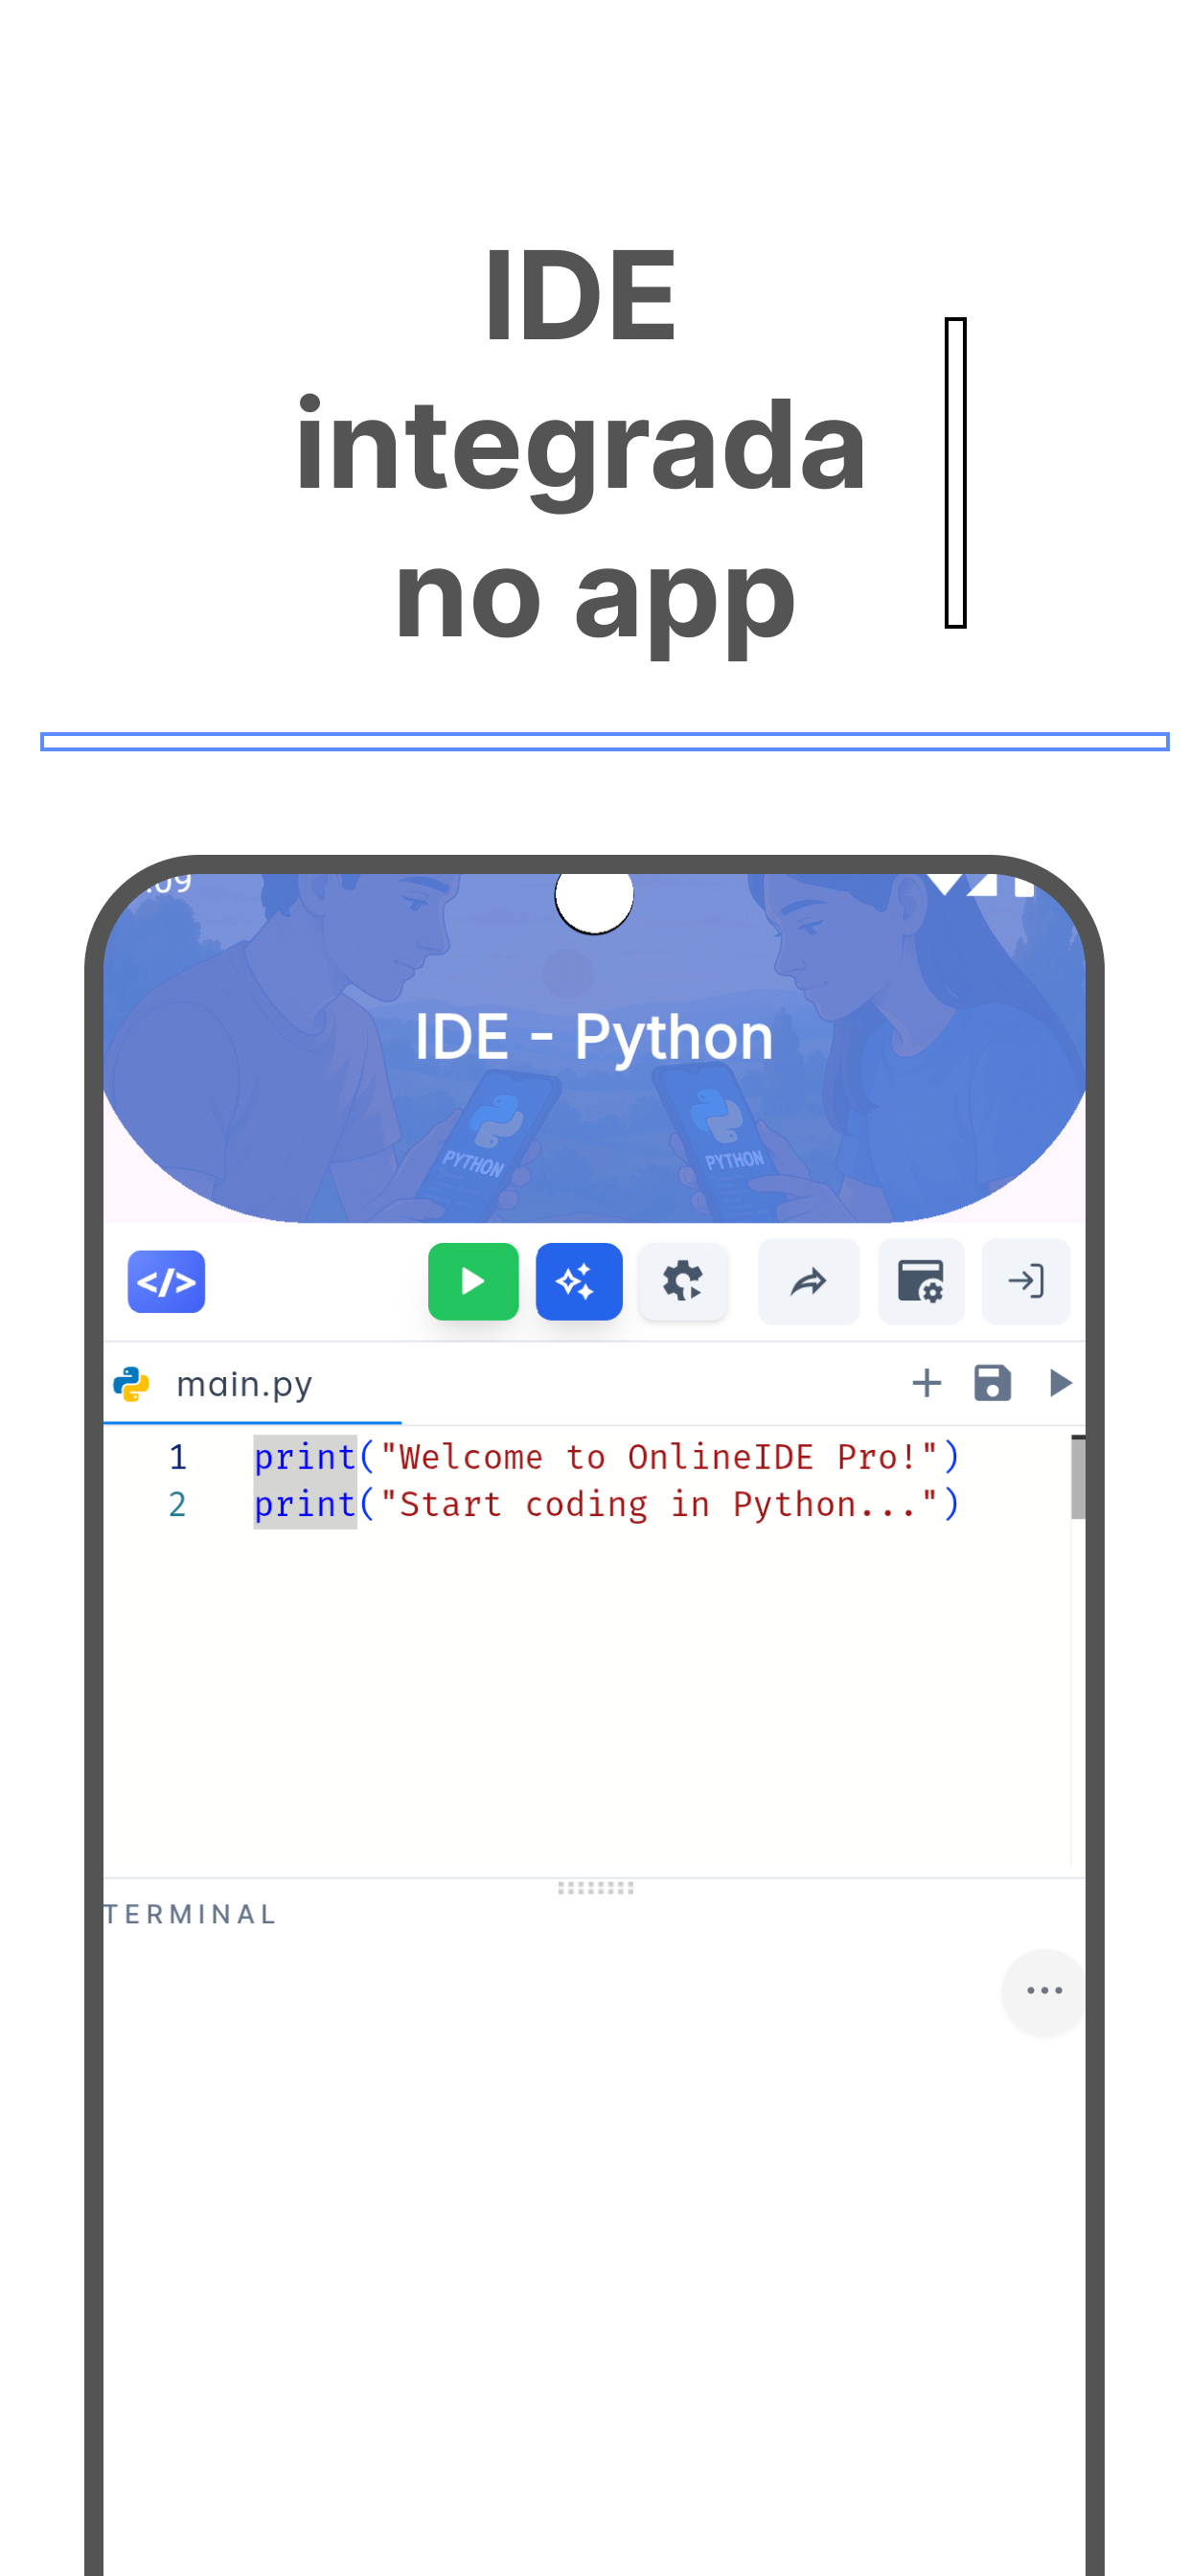 IDE
integrada
no app
IDE - Python
PYTHON
PYTHON
</>
main.py
1 print("Welcome to OnlineIDE Pro!")
2 print("Start coding in Python...")
TERMINAL